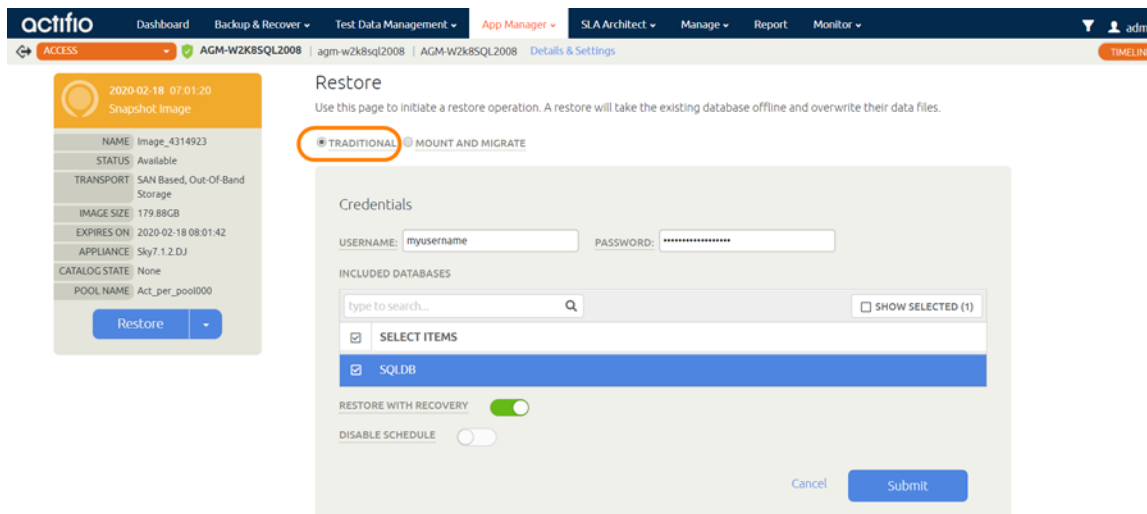 actifio
Dashboard Backup & Recover Test Data Management App Manager SLA Architect Manage Report Monitor adm
ACCESS AGM-W2K8SQL2008 | agm-w2k8sql2008 | AGM-W2k8SQL2008 Details & Settings TIMELIN
2020-02-18 07:01:20
Snapshot Image
NAME Image_4314923
STATUS Available
TRANSPORT SAN Based, Out-Of-Band Storage
IMAGE SIZE 179.88GB
EXPIRES ON 2020-02-18 08:01:42
APPLIANCE Sky7.1.2.DJ
CATALOG STATE None
POOL NAME Act_per_pool000
Restore
Restore
Use this page to initiate a restore operation. A restore will take the existing database offline and overwrite their data files.
TRADITIONAL MOUNT AND MIGRATE
Credentials
USERNAME: myusername PASSWORD: ••••••••••••••••••
INCLUDED DATABASES
type to search... SHOW SELECTED (1)
SELECT ITEMS
SQLDB
RESTORE WITH RECOVERY
DISABLE SCHEDULE
Cancel Submit